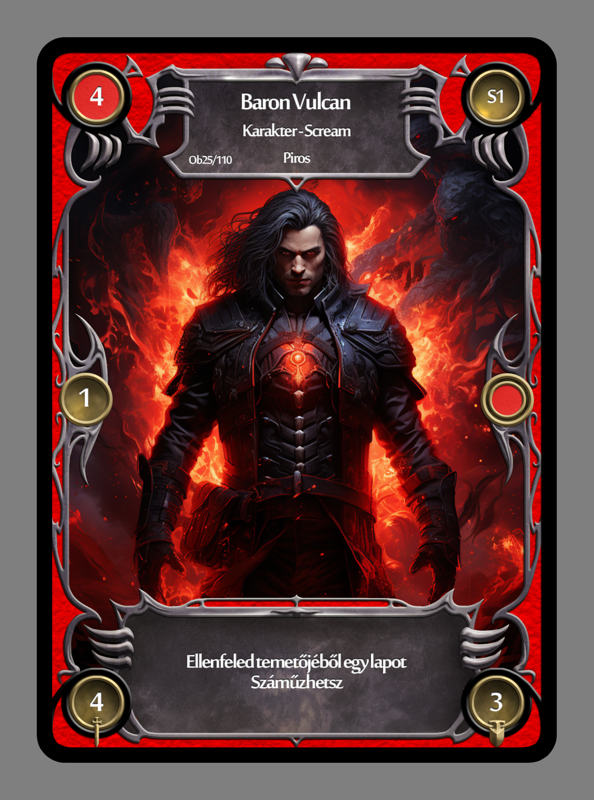 4
Baron Vulcan
S1
Karakter-Scream
Ob25/110 Piros
1
Ellenfeled temetőjéből egy lapot
Száműzhetsz
4
3